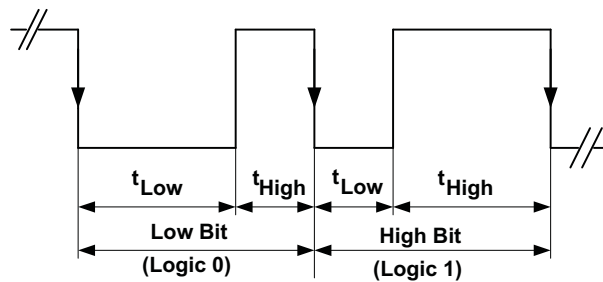 tLow tHigh tLow tHigh
Low Bit High Bit
(Logic 0) (Logic 1)